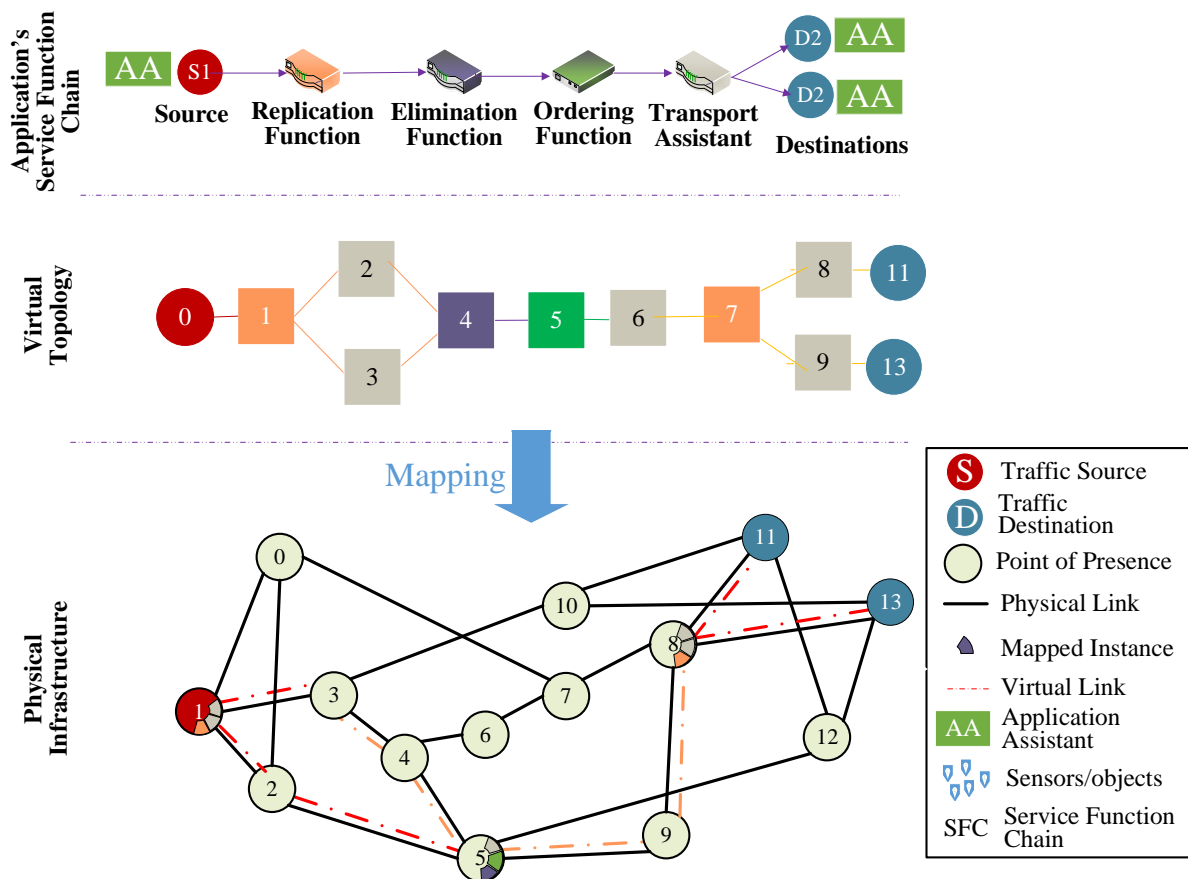 Application's
Service Function
Chain
AA
S1
Source
Replication
Function
Elimination
Function
Ordering
Function
Transport
Assistant
D2
AA
D2
AA
Destinations
Virtual
Topology
0
1
2
3
4
5
6
7
8
9
11
13
Mapping
Physical
Infrastructure
0
1
2
3
4
5
6
7
8
9
10
11
12
13
S Traffic Source
D Traffic
Destination
Point of Presence
Physical Link
Mapped Instance
Virtual Link
AA Application
Assistant
Sensors/objects
SFC Service Function
Chain